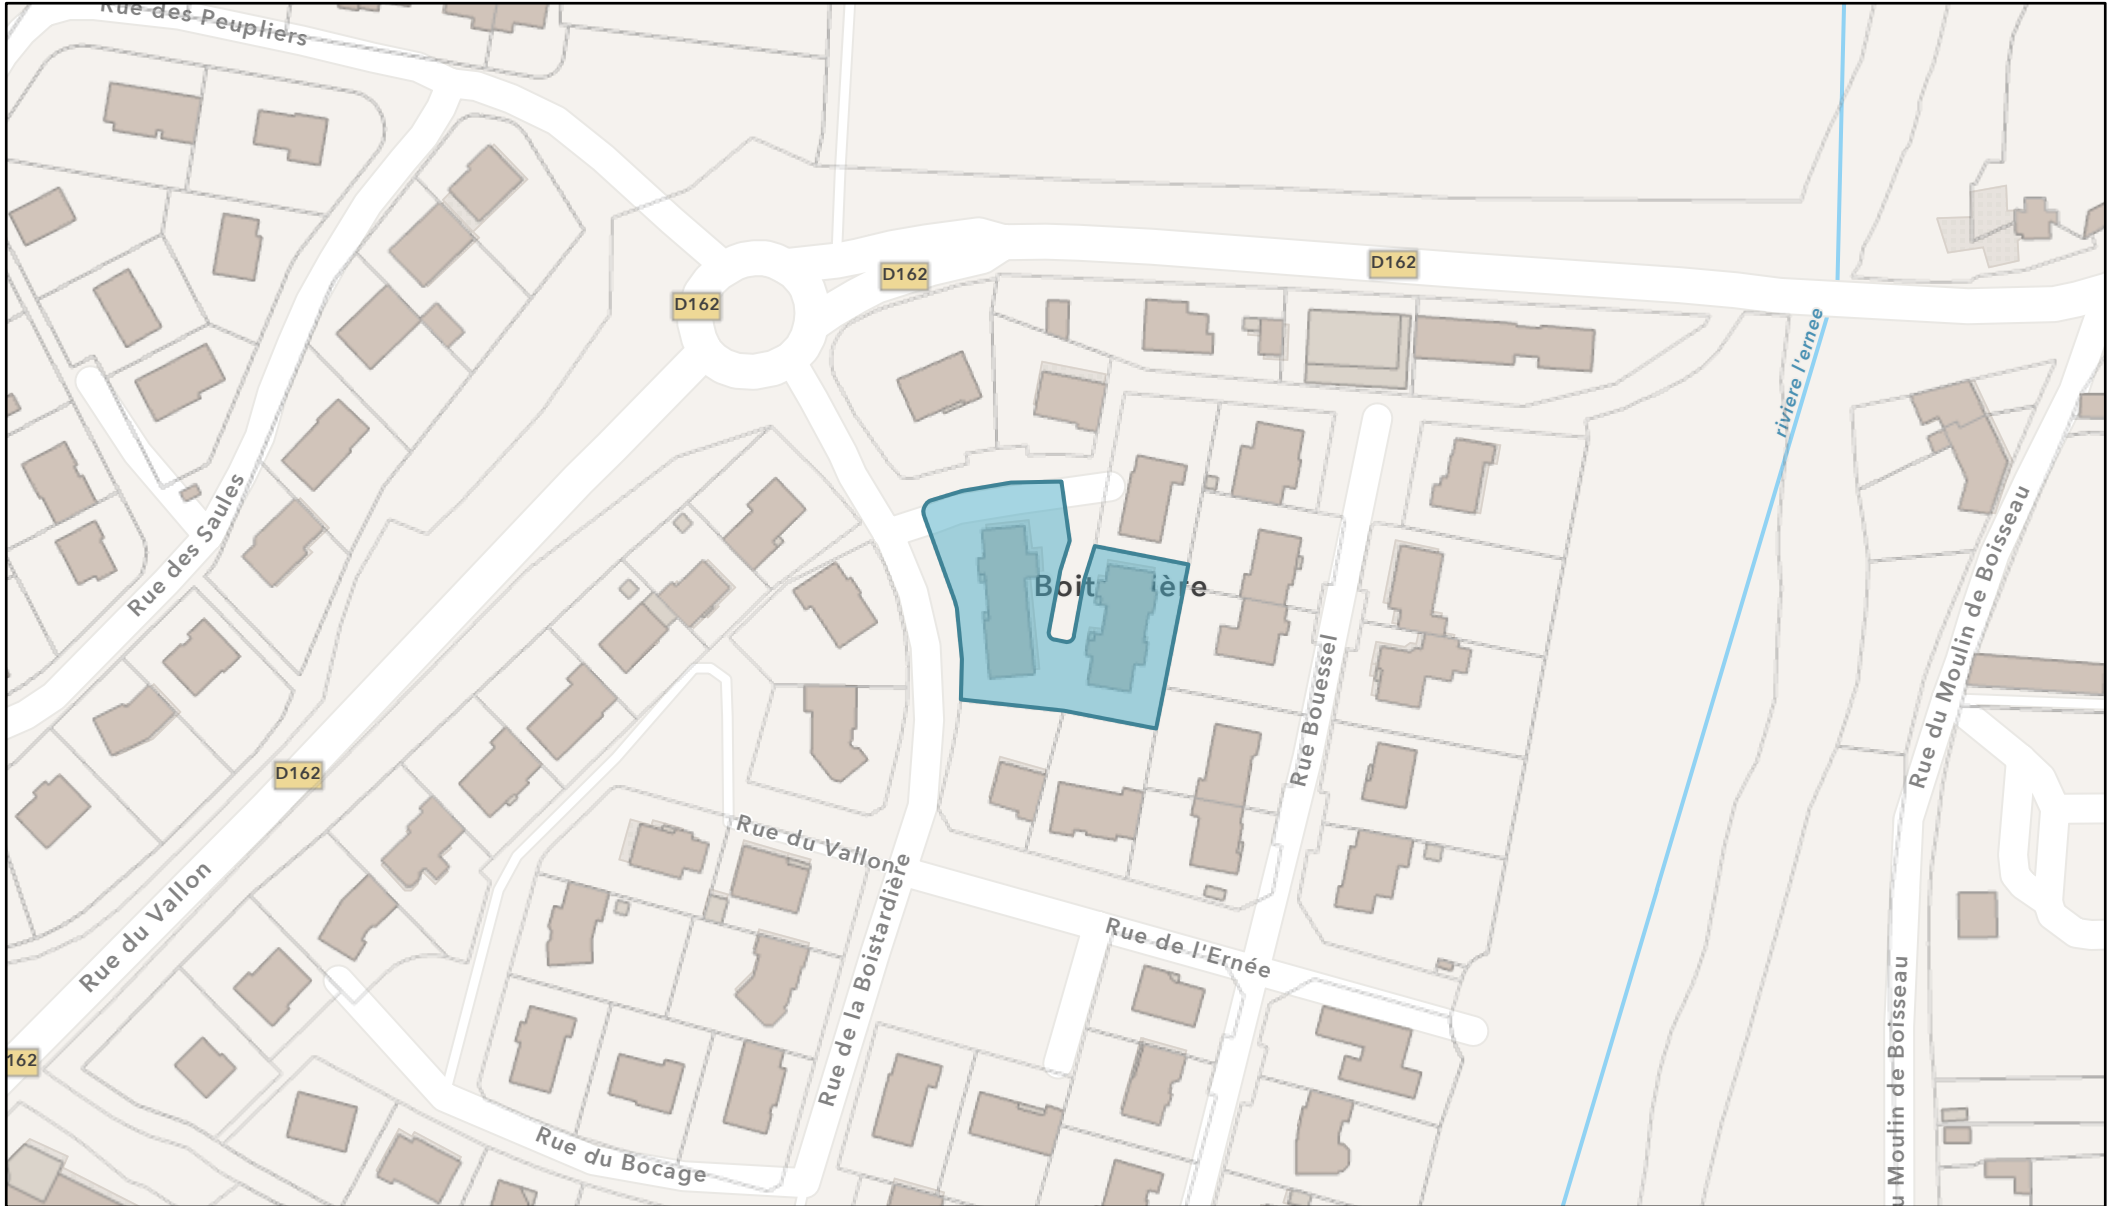 Rue des Peupliers
D162
D162
D162
riviere l'ernee
Rue des Saules
Rue du Moulin de Boisseau
Rue Bouessel
D162
Rue du Vallon
Rue du Vallon
Rue de la Boistardière
Rue de l'Ernée
162
Rue du Bocage
u Moulin de Boisseau